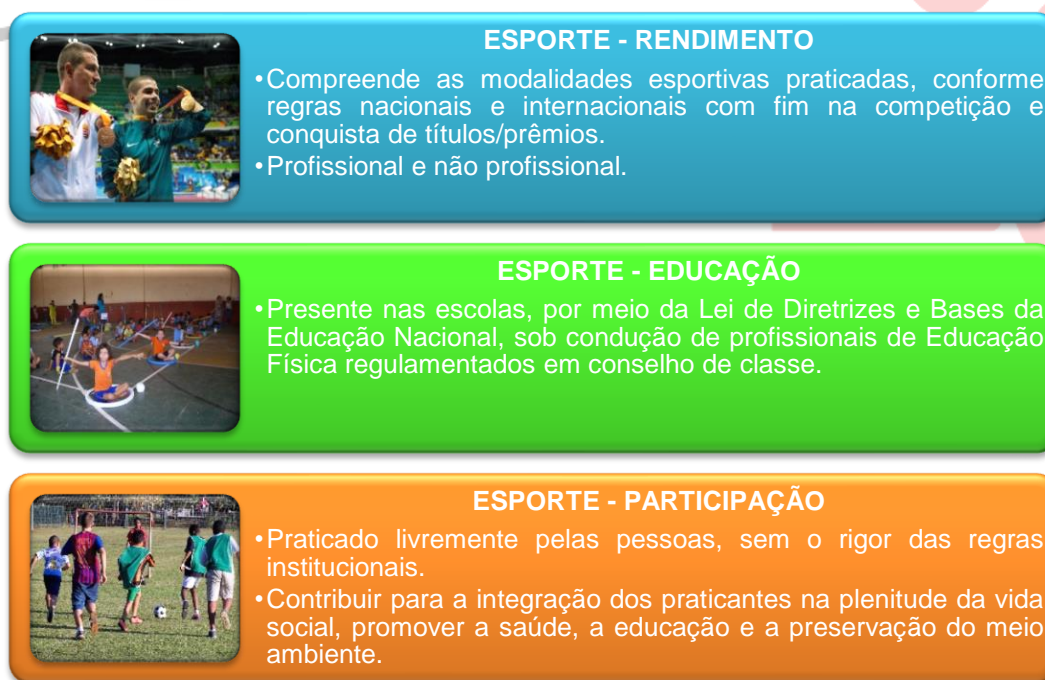 ESPORTE - RENDIMENTO
•Compreende as modalidades esportivas praticadas, conforme
regras nacionais e internacionais com fim na competição e
conquista de títulos/prêmios.
•Profissional e não profissional.
ESPORTE - EDUCAÇÃO
•Presente nas escolas, por meio da Lei de Diretrizes e Bases da
Educação Nacional, sob condução de profissionais de Educação
Física regulamentados em conselho de classe.
ESPORTE - PARTICIPAÇÃO
•Praticado livremente pelas pessoas, sem o rigor das regras
institucionais.
•Contribuir para a integração dos praticantes na plenitude da vida
social, promover a saúde, a educação e a preservação do meio
ambiente.